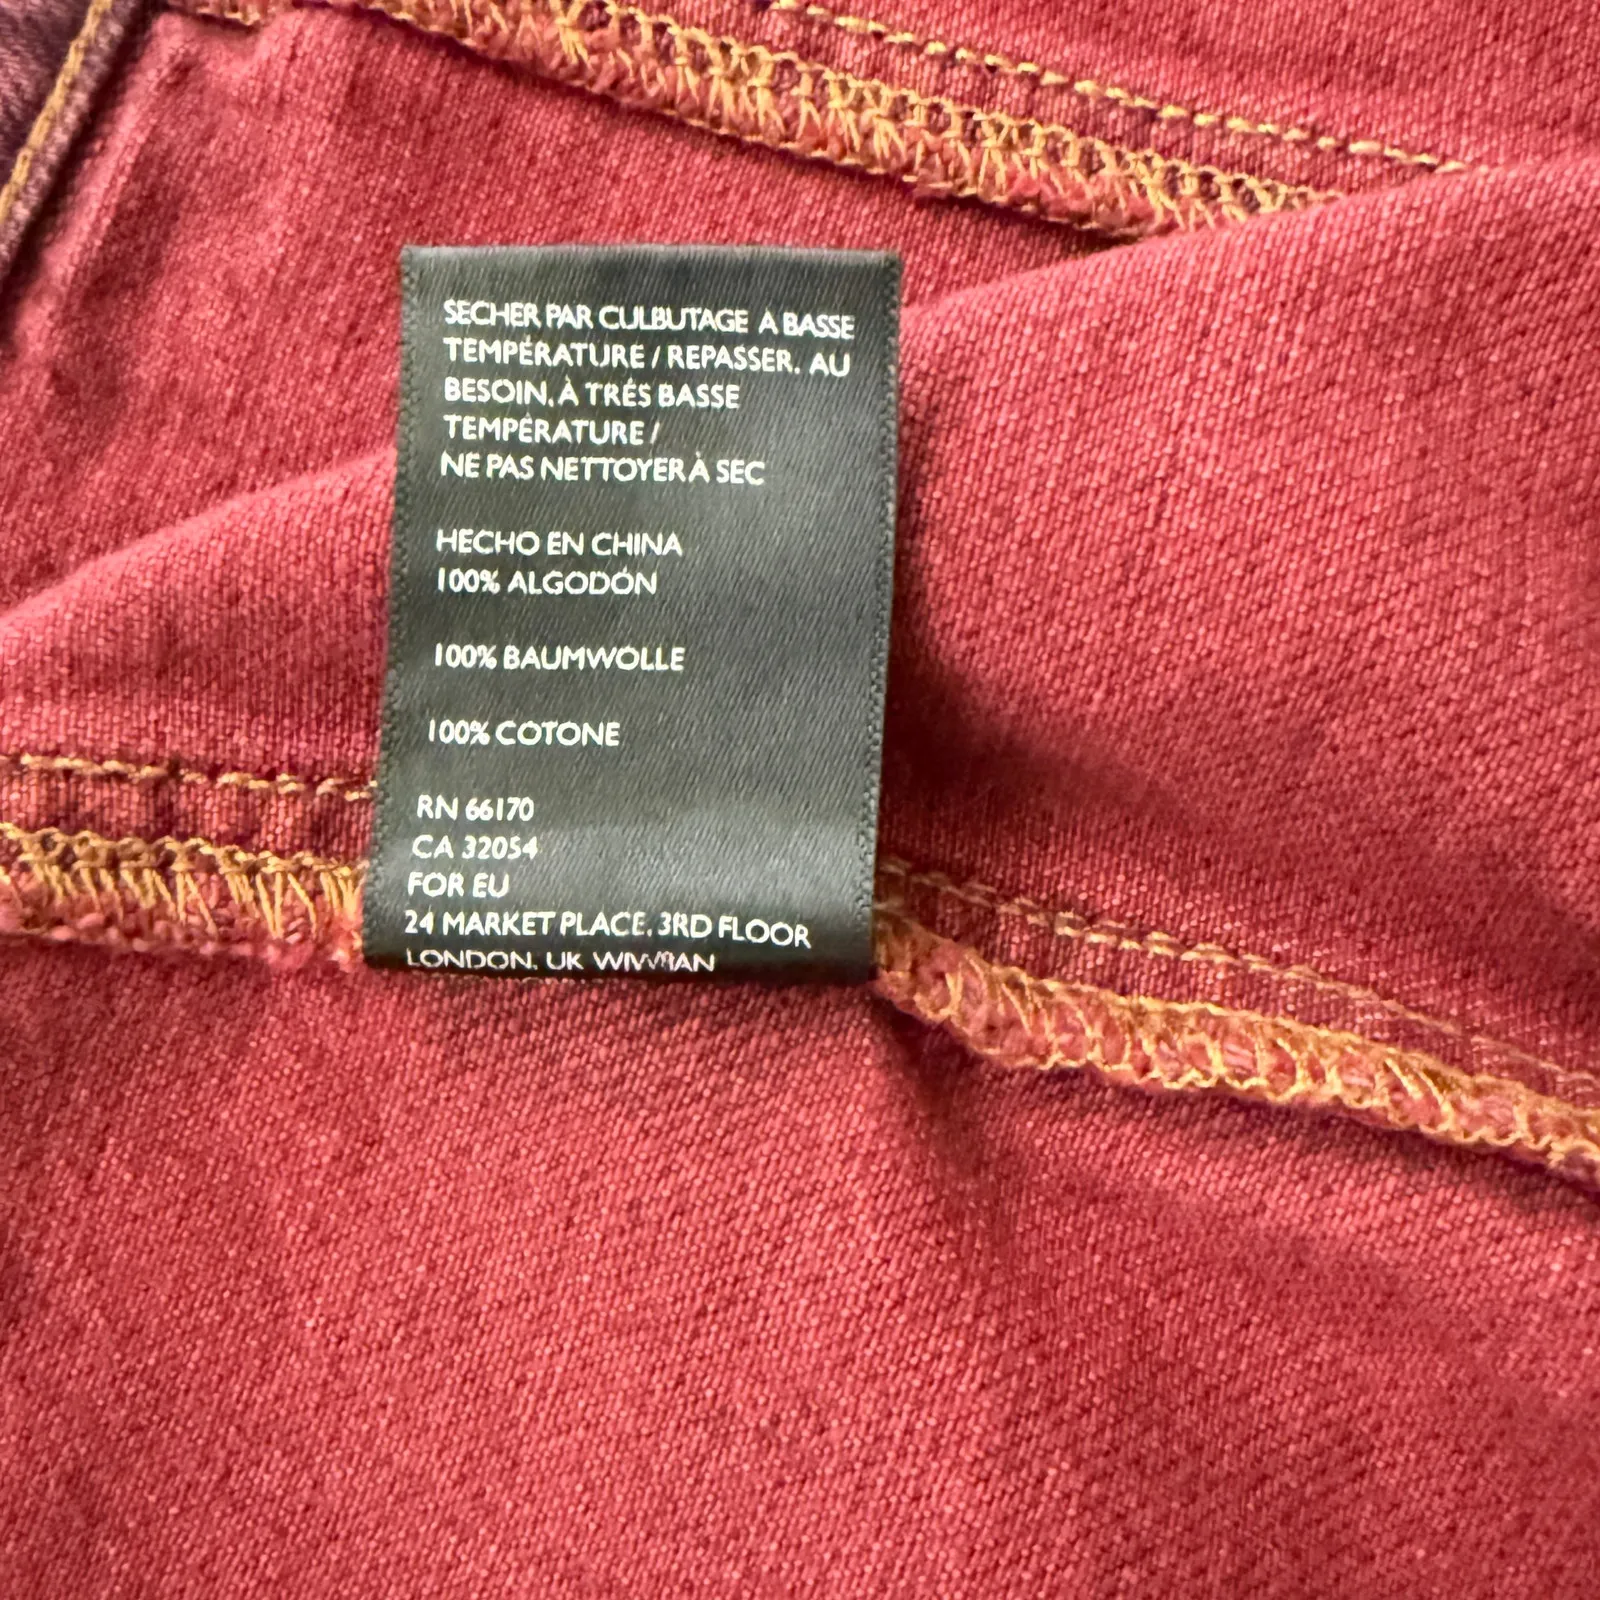 SECHER PAR CULBUTAGE À BASSE
TEMPÉRATURE / REPASSER, AU
BESOIN, À TRÉS BASSE
TEMPÉRATURE /
NE PAS NETTOYER À SEC
HECHO EN CHINA
100% ALGODÓN
100% BAUMWOLLE
100% COTONE
RN 66170
CA 32054
FOR EU
24 MARKET PLACE, 3RD FLOOR
LONDON, UK